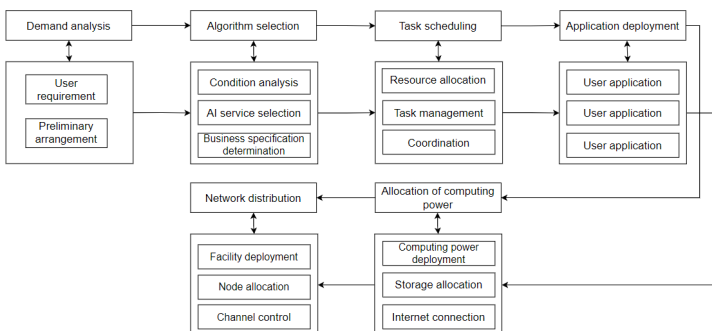 Demand analysis
Algorithm selection
Task scheduling
Application deployment
User
requirement
Preliminary
arrangement
Condition analysis
AI service selection
Business specification
determination
Resource allocation
Task management
Coordination
User application
User application
User application
Network distribution
Allocation of computing
power
Facility deployment
Node allocation
Channel control
Computing power
deployment
Storage allocation
Internet connection